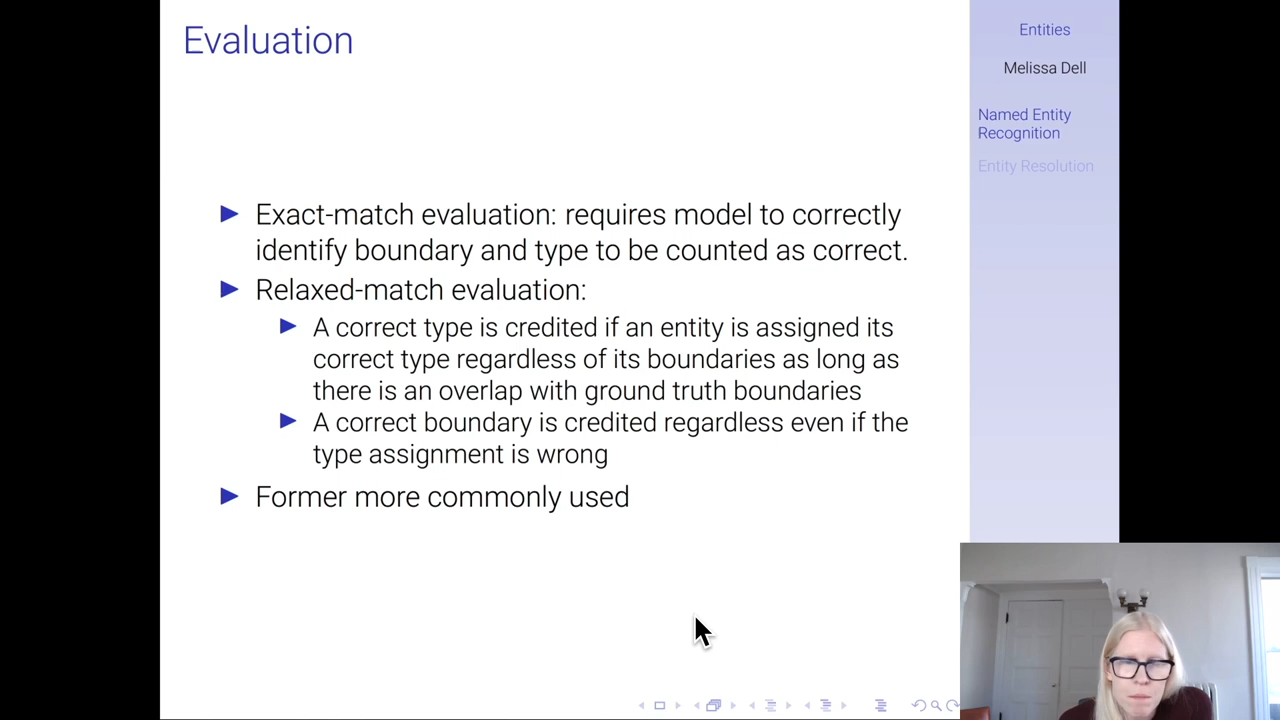 Evaluation
Exact-match evaluation: requires model to correctly
identify boundary and type to be counted as correct.
Relaxed-match evaluation:
A correct type is credited if an entity is assigned its
correct type regardless of its boundaries as long as
there is an overlap with ground truth boundaries
A correct boundary is credited regardless even if the
type assignment is wrong
Former more commonly used
Entities
Melissa Dell
Named Entity
Recognition
Entity Resolution